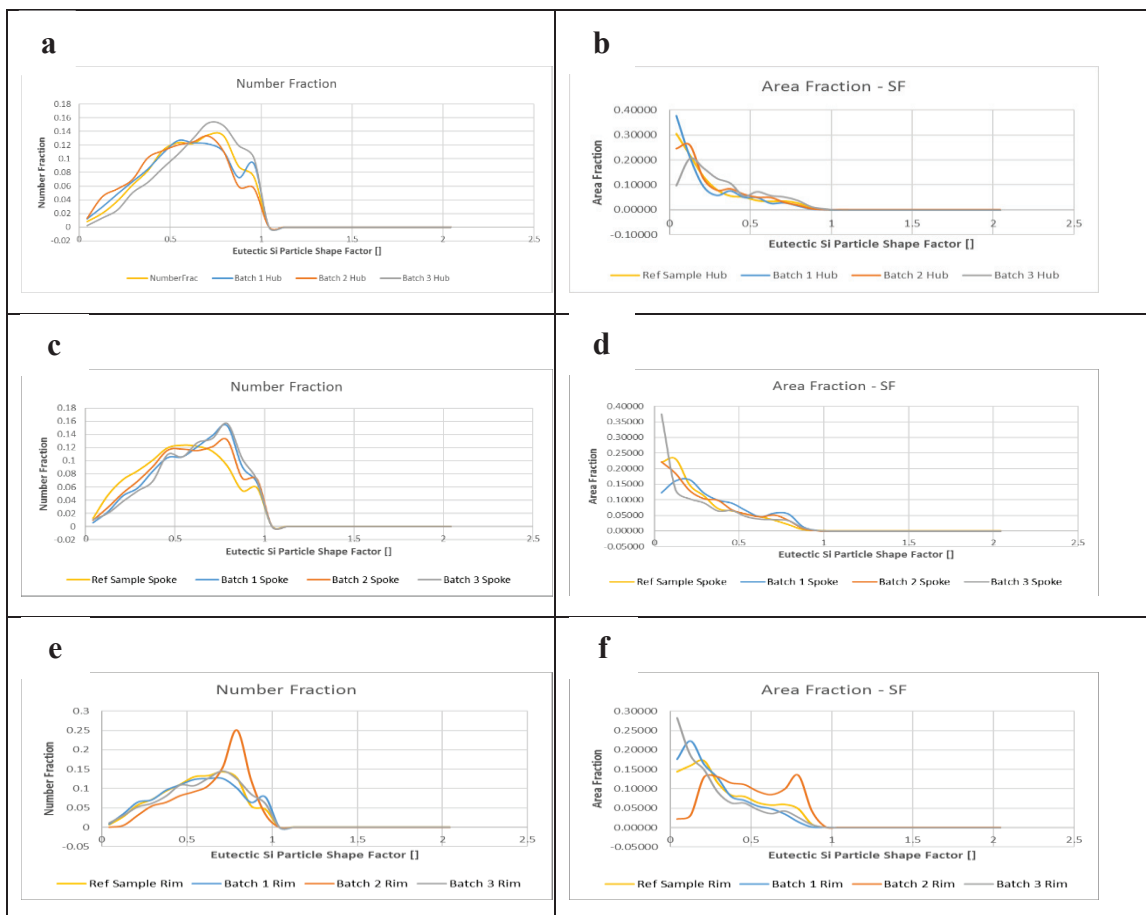 a
Number Fraction
0.18
0.16
0.14
0.12
0.1
0.08
0.06
0.04
0.02
0
-0.02
Number Fraction
0.5
1
1.5
2
2.5
Eutectic Si Particle Shape Factor []
NumberFrac
Batch 1 Hub
Batch 2 Hub
Batch 3 Hub
b
Area Fraction - SF
0.40000
0.30000
0.20000
0.10000
0.00000
-0.10000
Area Fraction
0
0.5
1
1.5
2
2.5
Eutectic Si Particle Shape Factor []
Ref Sample Hub
Batch 1 Hub
Batch 2 Hub
Batch 3 Hub
c
Number Fraction
0.18
0.16
0.14
0.12
0.1
0.08
0.06
0.04
0.02
0
-0.02
Number Fraction
0
0.5
1
1.5
2
2.5
Eutectic Si Particle Shape Factor []
Ref Sample Spoke
Batch 1 Spoke
Batch 2 Spoke
Batch 3 Spoke
d
Area Fraction - SF
0.40000
0.35000
0.30000
0.25000
0.20000
0.15000
0.10000
0.05000
0.00000
-0.05000
Area Fraction
0
0.5
1
1.5
2
2.5
Eutectic Si Particle Shape Factor []
Ref Sample Spoke
Batch 1 Spoke
Batch 2 Spoke
Batch 3 Spoke
e
Number Fraction
0.3
0.25
0.2
0.15
0.1
0.05
0
-0.05
Number Fraction
0
0.5
1
1.5
2
2.5
Eutectic Si Particle Shape Factor []
Ref Sample Rim
Batch 1 Rim
Batch 2 Rim
Batch 3 Rim
f
Area Fraction - SF
0.30000
0.25000
0.20000
0.15000
0.10000
0.05000
0.00000
-0.05000
Area Fraction
0
0.5
1
1.5
2
2.5
Eutectic Si Particle Shape Factor []
Ref Sample Rim
Batch 1 Rim
Batch 2 Rim
Batch 3 Rim